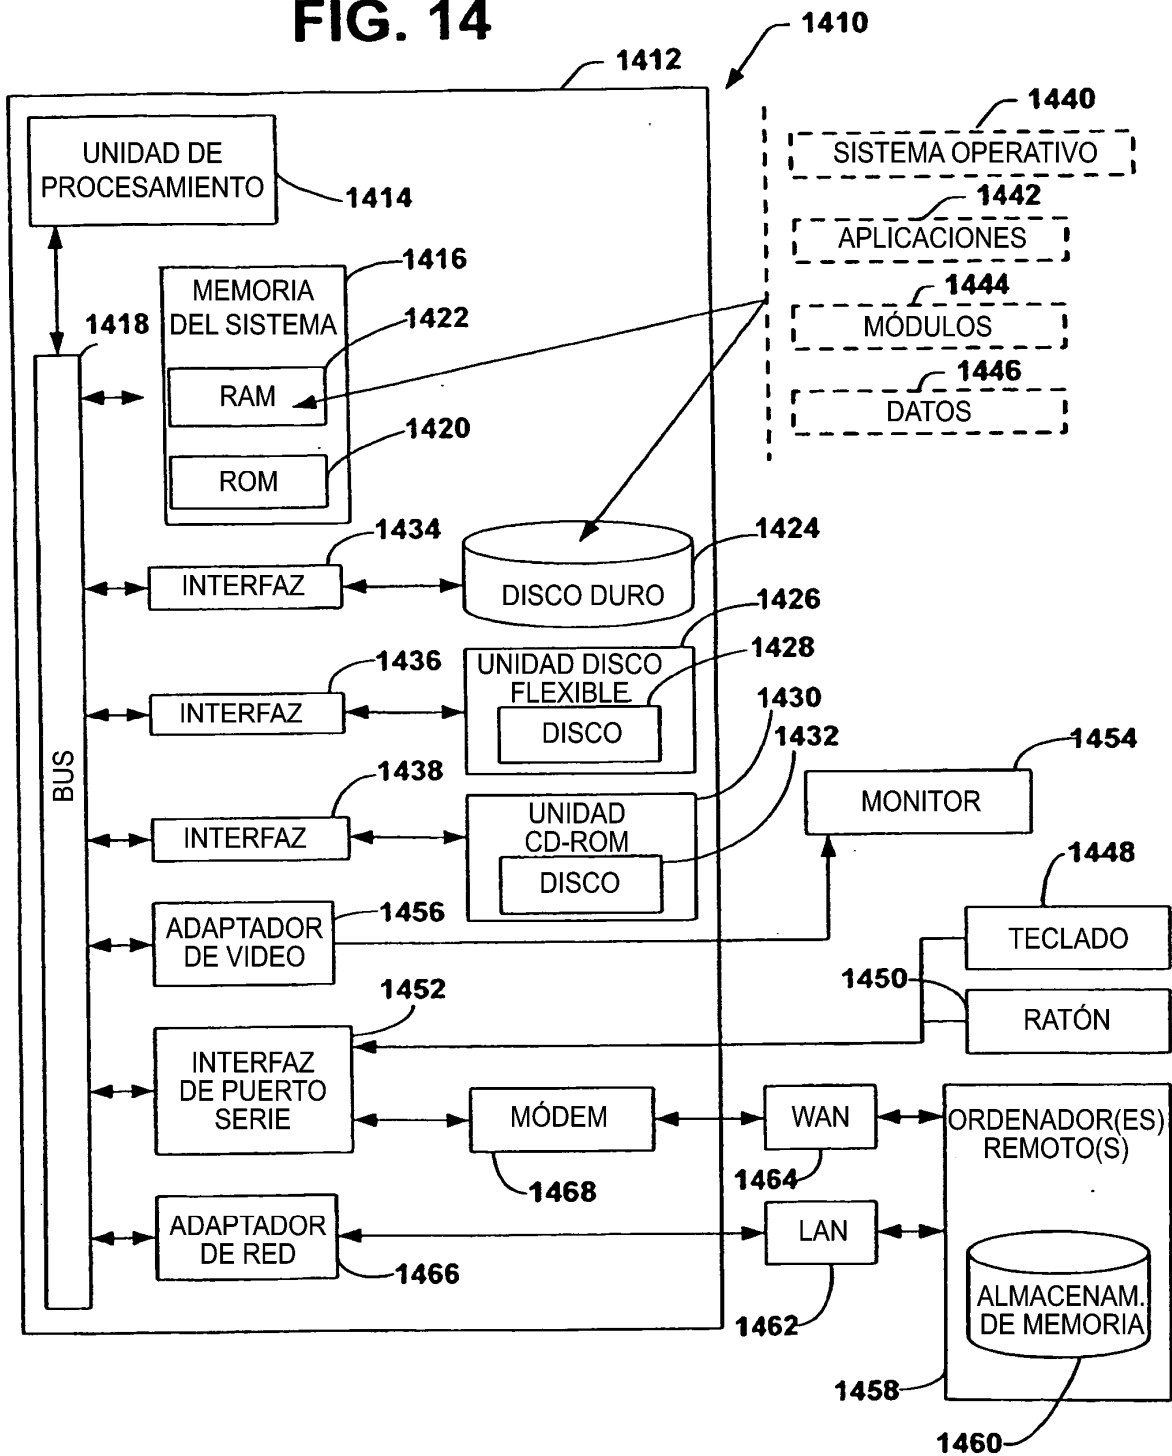 FIG. 14
1410
1412
1440
UNIDAD DE
PROCESAMIENTO
SISTEMA OPERATIVO
1414
1442
APLICACIONES
1416
MEMORIA
DEL SISTEMA
1444
1418
1422
MÓDULOS
1446
RAM
DATOS
1420
ROM
1434
1424
INTERFAZ
DISCO DURO
1426
1436
UNIDAD DISCO
FLEXIBLE
1428
1430
INTERFAZ
DISCO
1432
1454
BUS
1438
MONITOR
UNIDAD
CD-ROM
INTERFAZ
1448
DISCO
1456
ADAPTADOR
DE VIDEO
TECLADO
1452
1450
RATÓN
INTERFAZ
DE PUERTO
SERIE
MÓDEM
WAN
ORDENADOR(ES)
REMOTO(S)
1468
1464
ADAPTADOR
DE RED
LAN
1466
ALMACENAM.
DE MEMORIA
1462
1458
1460